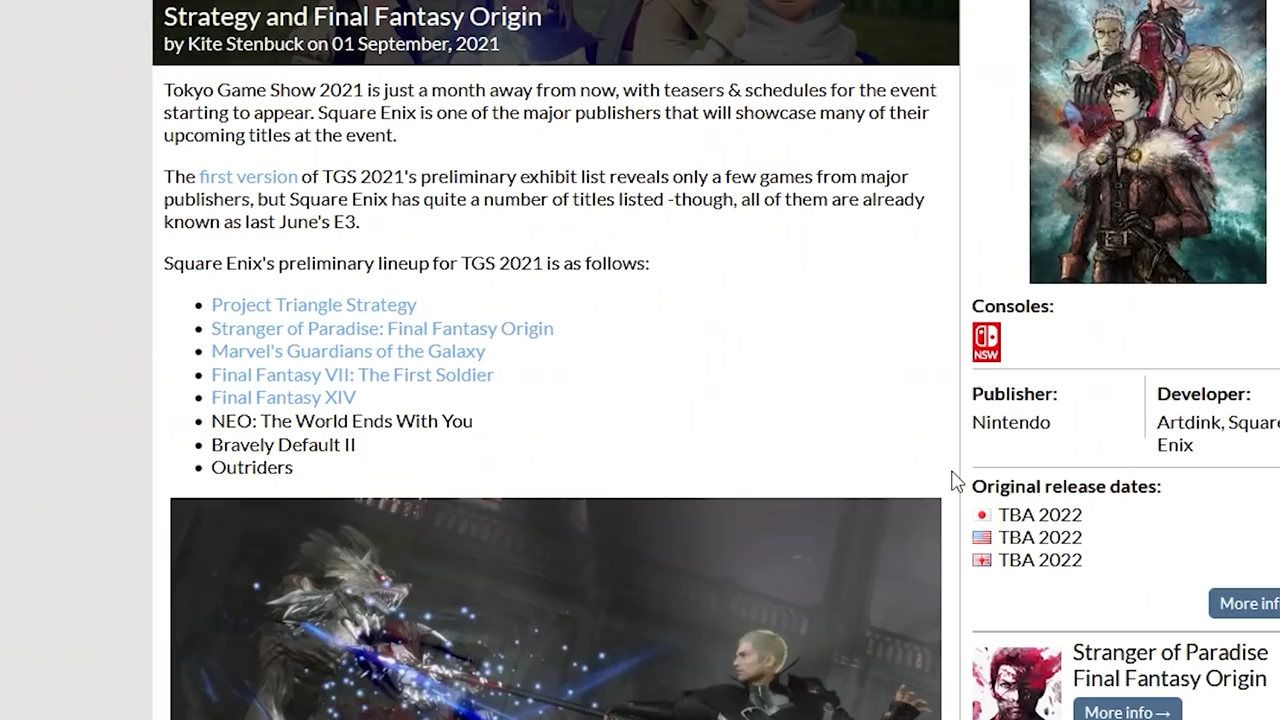 Strategy and Final Fantasy Origin
by Kite Stenbuck on 01 September, 2021
Tokyo Game Show 2021 is just a month away from now, with teasers & schedules for the event
starting to appear. Square Enix is one of the major publishers that will showcase many of their
upcoming titles at the event.
The first version of TGS 2021's preliminary exhibit list reveals only a few games from major
publishers, but Square Enix has quite a number of titles listed -though, all of them are already
known as last June's E3.
Square Enix's preliminary lineup for TGS 2021 is as follows:
• Project Triangle Strategy
• Stranger of Paradise: Final Fantasy Origin
• Marvel's Guardians of the Galaxy
• Final Fantasy VII: The First Soldier
• Final Fantasy XIV
• NEO: The World Ends With You
• Bravely Default II
• Outriders
Consoles:
NSW
Publisher:
Nintendo
Developer:
Artdink, Square
Enix
Original release dates:
TBA 2022
TBA 2022
TBA 2022
More inf
Stranger of Paradise
Final Fantasy Origin
More info→